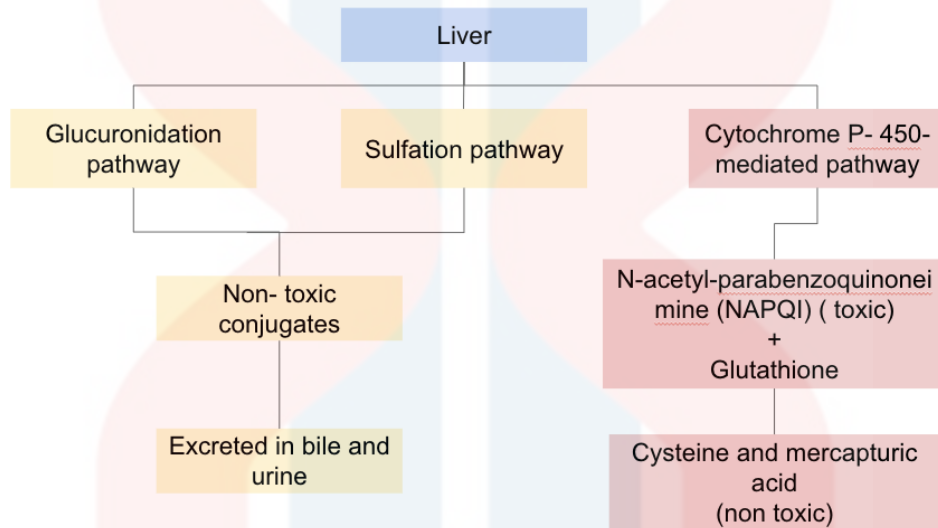 Liver
Glucuronidation
pathway
Sulfation pathway
Cytochrome P- 450-
mediated pathway
Non- toxic
conjugates
N-acetyl-parabenzoquinonei
mine (NAPQI) ( toxic)
+
Glutathione
Excreted in bile and
urine
Cysteine and mercapturic
acid
(non toxic)